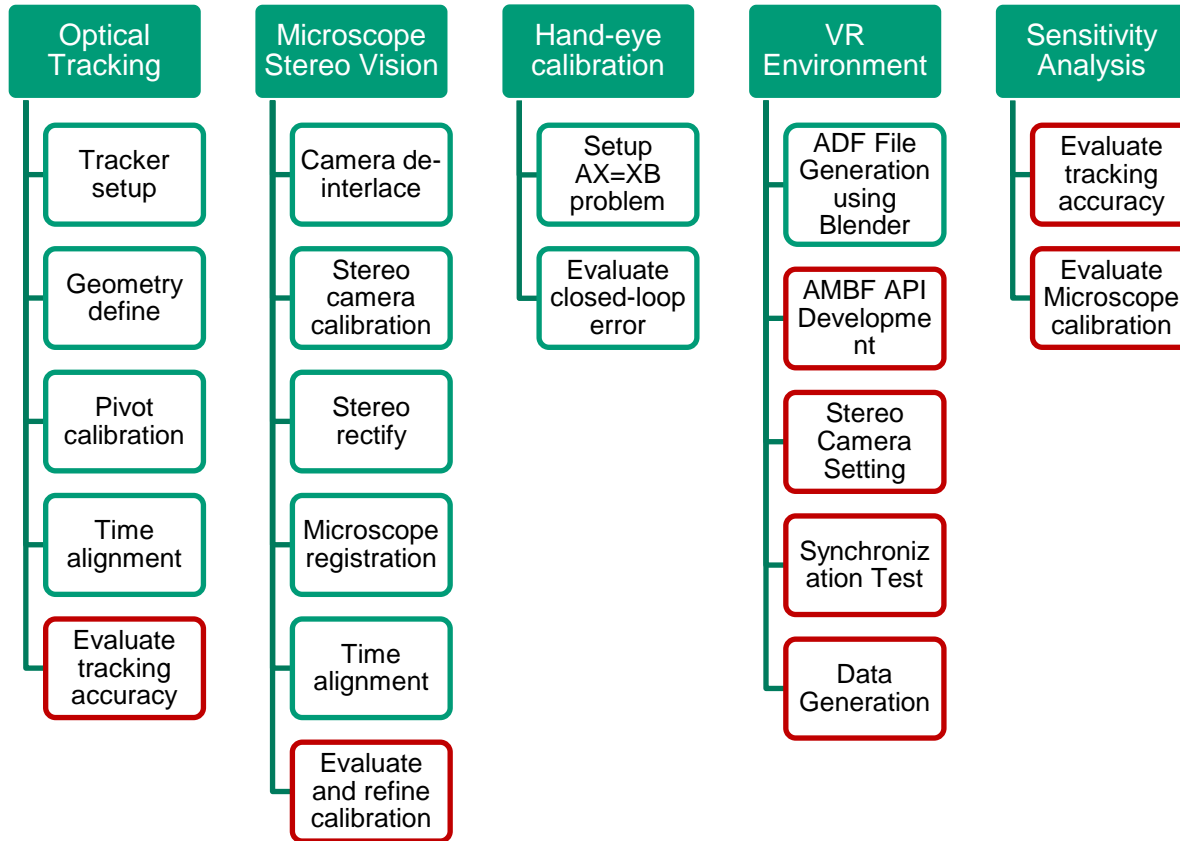 Optical
Tracking
Tracker
setup
Geometry
define
Pivot
calibration
Time
alignment
Evaluate
tracking
accuracy
Microscope
Stereo Vision
Camera de-
interlace
Stereo
camera
calibration
Stereo
rectify
Microscope
registration
Time
alignment
Evaluate
and refine
calibration
Hand-eye
calibration
Setup
AX=XB
problem
Evaluate
closed-loop
error
VR
Environment
ADF File
Generation
using
Blender
AMBF API
Developme
nt
Stereo
Camera
Setting
Synchroniz
ation Test
Data
Generation
Sensitivity
Analysis
Evaluate
tracking
accuracy
Evaluate
Microscope
calibration